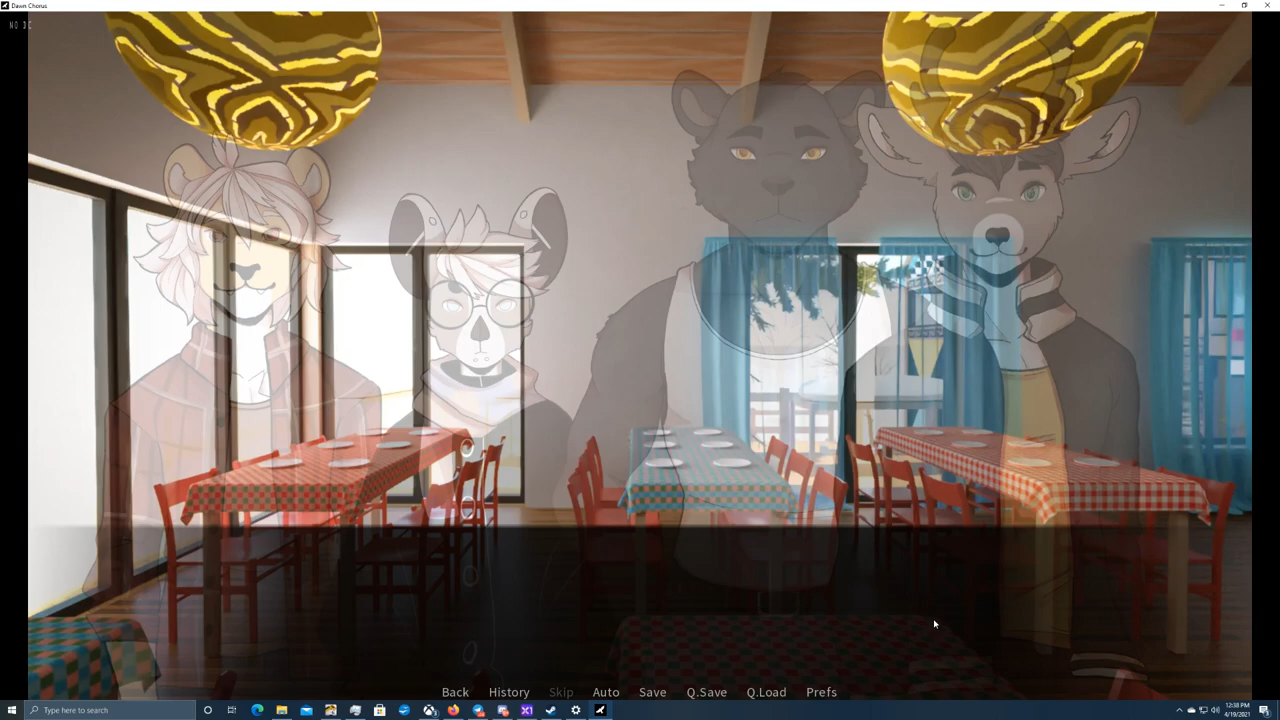 Dawn Chorus
Back History Skip Auto Save Q.Save Q.Load Prefs
Type here to search
12:38 PM
4/19/2021